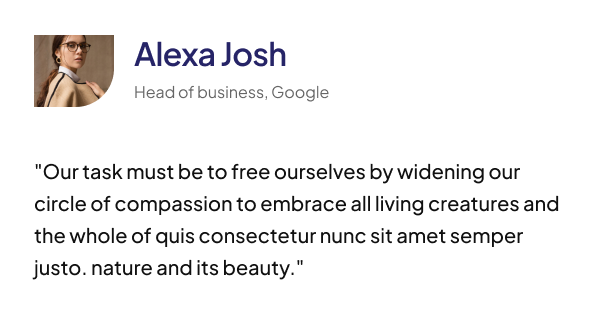 Alexa Josh
Head of business, Google
"Our task must be to free ourselves by widening our
circle of compassion to embrace all living creatures and
the whole of quis consectetur nunc sit amet semper
justo. nature and its beauty."